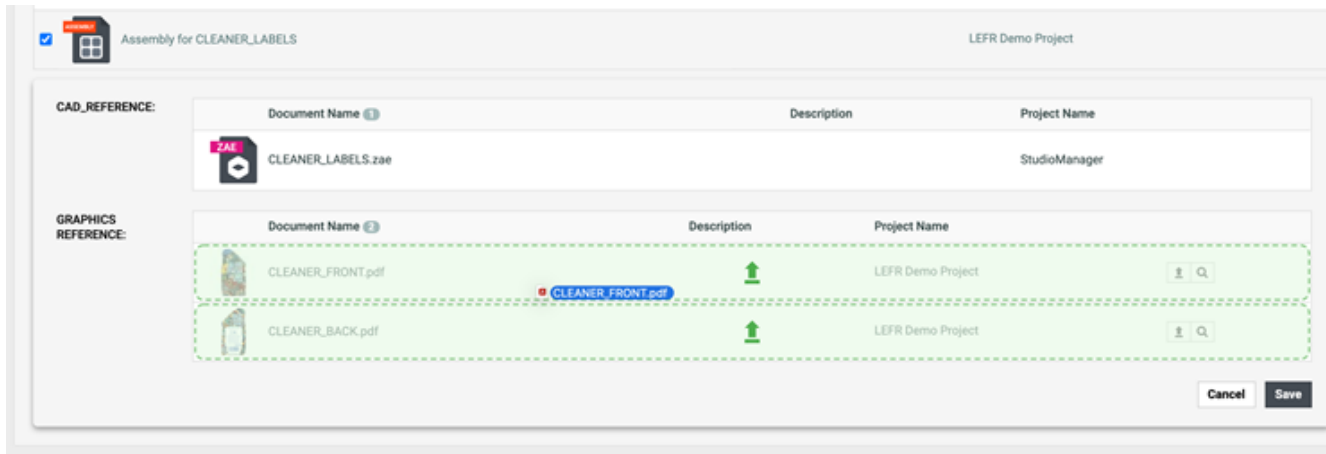 ASSEMBLY
Assembly for CLEANER_LABELS LEFR Demo Project
CAD_REFERENCE:
Document Name 1 Description Project Name
ZAE
CLEANER_LABELS.zae StudioManager
GRAPHICS
REFERENCE:
Document Name 2 Description Project Name
CLEANER_FRONT.pdf LEFR Demo Project
CLEANER_FRONT.pdf
CLEANER_BACK.pdf LEFR Demo Project
Cancel Save